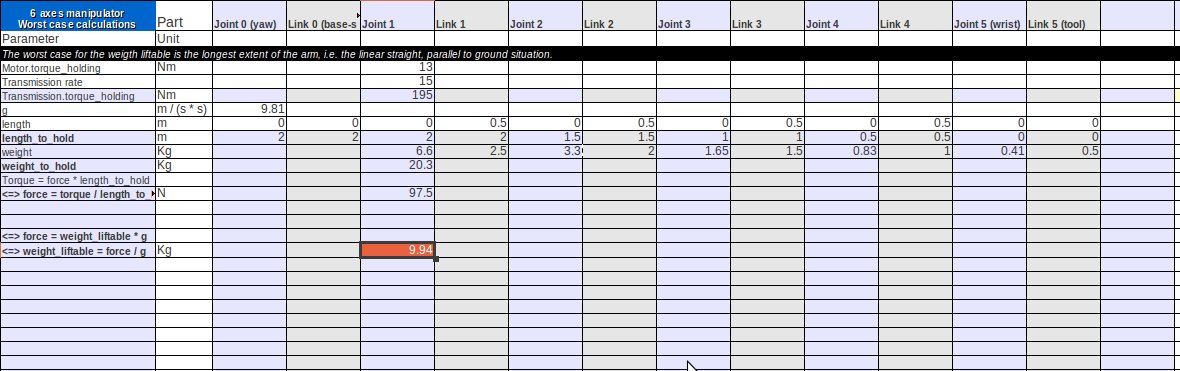 6 axes manipulator
Worst case calculations Part Joint 0 (yaw) Link 0 (base-s Joint 1 Link 1 Joint 2 Link 2 Joint 3 Link 3 Joint 4 Link 4 Joint 5 (wrist) Link 5 (tool)
Parameter Unit
The worst case for the weigth liftable is the longest extent of the arm, i.e. the linear straight, parallel to ground situation.
Motor.torque_holding Nm 13
Transmission rate 15
Transmission.torque_holding Nm 195
g m / (s * s) 9.81
length m 0 0 0 0.5 0 0.5 0 0.5 0 0.5 0 0
length_to_hold m 2 2 2 2 1.5 1.5 1 1 0.5 0.5 0 0
weight Kg 6.6 2.5 3.3 2 1.65 1.5 0.83 1 0.41 0.5
weight_to_hold Kg 20.3
Torque = force * length_to_hold
<=> force = torque / length_to_ N 97.5
<=> force = weight_liftable * g
<=> weight_liftable = force / g Kg 9.94